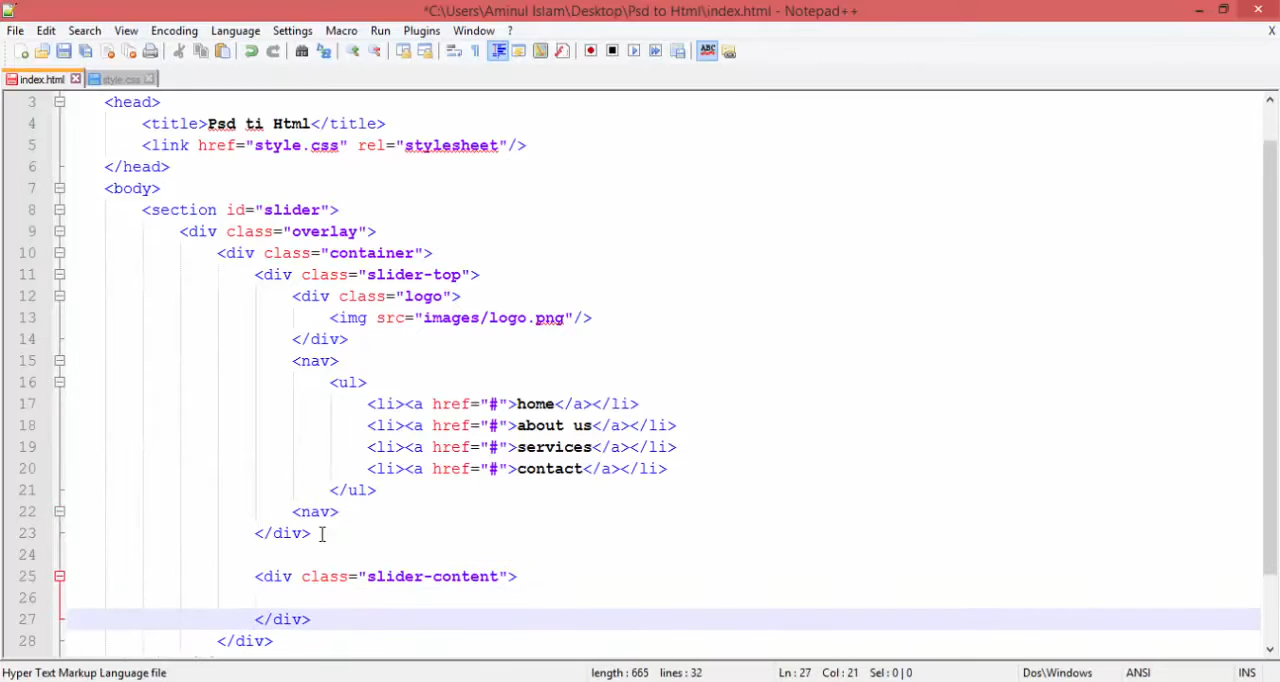 *C:\Users\Aminul Islam\Desktop\Psd to Html\index.html - Notepad++
File Edit Search View Encoding Language Settings Macro Run Plugins Window ? X
index.html style.css
3 <head>
4 <title>Psd ti Html</title>
5 <link href="style.css" rel="stylesheet"/>
6 </head>
7 <body>
8 <section id="slider">
9 <div class="overlay">
10 <div class="container">
11 <div class="slider-top">
12 <div class="logo">
13 <img src="images/logo.png"/>
14 </div>
15 <nav>
16 <ul>
17 <li><a href="#">home</a></li>
18 <li><a href="#">about us</a></li>
19 <li><a href="#">services</a></li>
20 <li><a href="#">contact</a></li>
21 </ul>
22 <nav>
23 </div>
24
25 <div class="slider-content">
26
27 </div>
28 </div>
Hyper Text Markup Language file length : 665 lines : 32 Ln : 27 Col : 21 Sel : 0 | 0 Dos\Windows ANSI INS